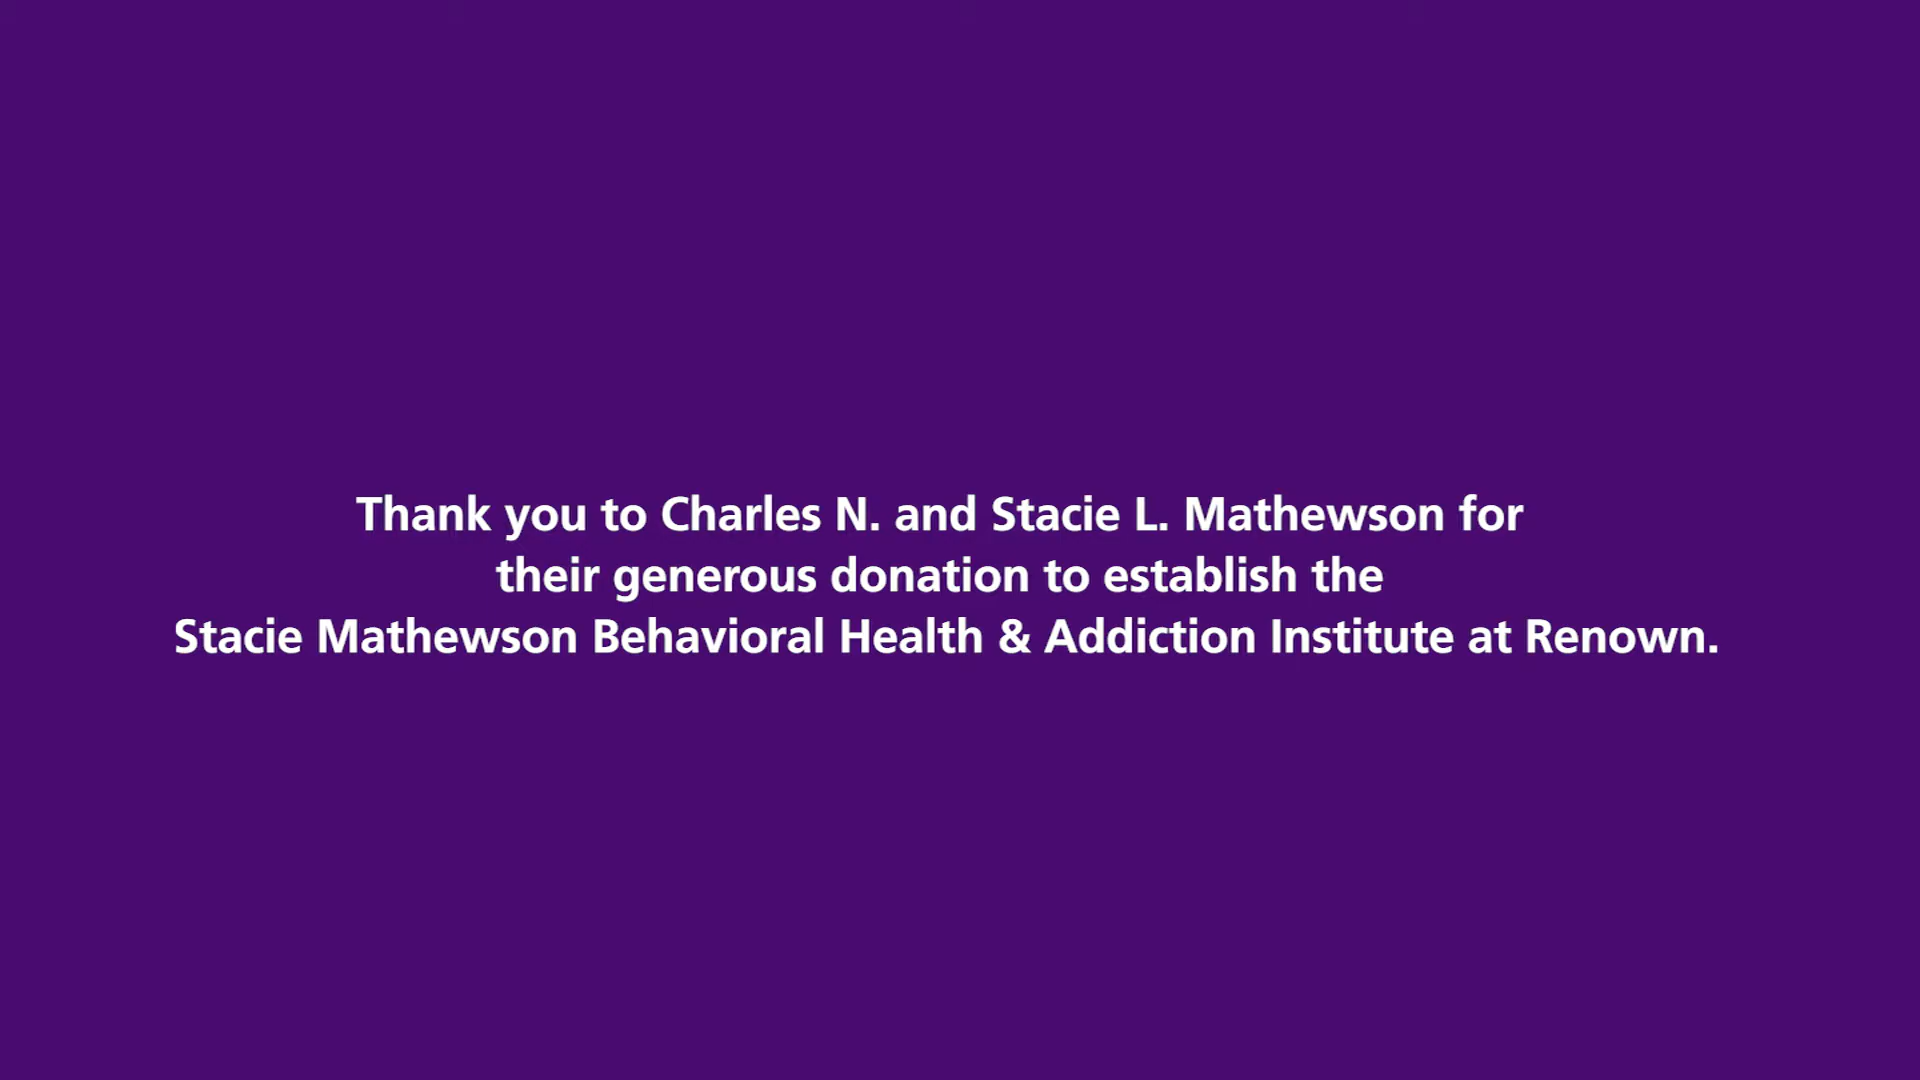 Thank you to Charles N. and Stacie L. Mathewson for
their generous donation to establish the
Stacie Mathewson Behavioral Health & Addiction Institute at Renown.